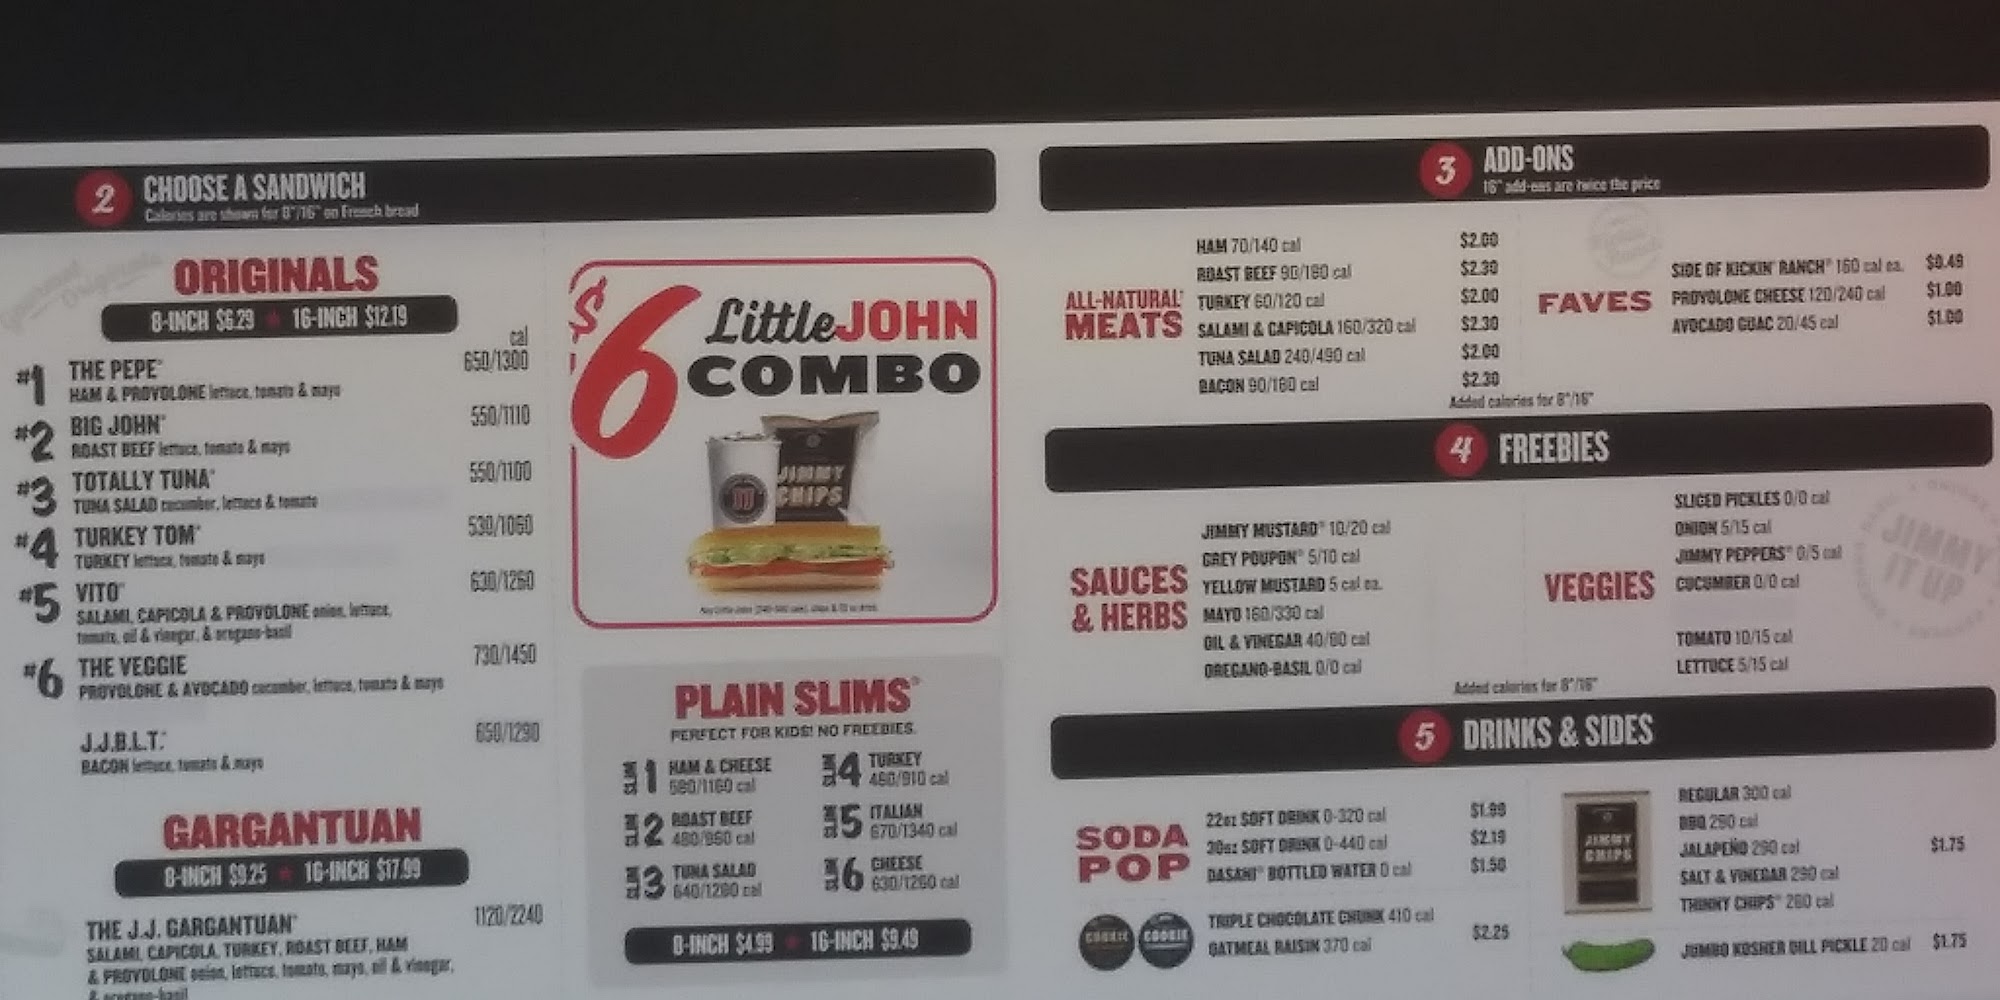 2 CHOOSE A SANDWICH
Calories are shown for 8"/16" on French bread
ORIGINALS
8-INCH $6.29 ★ 16-INCH $12.19
cal
#1 THE PEPE® 650/1300
HAM & PROVOLONE lettuce, tomato & mayo
#2 BIG JOHN® 550/1110
ROAST BEEF lettuce, tomato & mayo
#3 TOTALLY TUNA® 550/1100
TUNA SALAD cucumber, lettuce & tomato
#4 TURKEY TOM® 530/1060
TURKEY lettuce, tomato & mayo
#5 VITO® 630/1260
SALAMI, CAPICOLA & PROVOLONE onion, lettuce,
tomato, oil & vinegar, & oregano-basil
#6 THE VEGGIE 730/1450
PROVOLONE & AVOCADO cucumber, lettuce, tomato & mayo
J.J.B.L.T.® 650/1290
BACON lettuce, tomato & mayo
GARGANTUAN
8-INCH $9.25 ★ 16-INCH $17.99
THE J.J. GARGANTUAN® 1120/2240
SALAMI, CAPICOLA, TURKEY, ROAST BEEF, HAM
& PROVOLONE onion, lettuce, tomato, mayo, oil & vinegar,
& oregano-basil
$6 Little JOHN
COMBO
JIMMY
CHIPS
JJ
PLAIN SLIMS®
PERFECT FOR KIDS! NO FREEBIES.
SLIM 1 HAM & CHEESE
580/1160 cal
SLIM 2 ROAST BEEF
480/960 cal
SLIM 3 TUNA SALAD
640/1280 cal
SLIM 4 TURKEY
460/910 cal
SLIM 5 ITALIAN
670/1340 cal
SLIM 6 CHEESE
630/1260 cal
8-INCH $4.99 ★ 16-INCH $9.49
3 ADD-ONS
16" add-ons are twice the price
ALL-NATURAL*
MEATS
HAM 70/140 cal $2.00
ROAST BEEF 90/180 cal $2.30
TURKEY 60/120 cal $2.00
SALAMI & CAPICOLA 160/320 cal $2.30
TUNA SALAD 240/490 cal $2.00
BACON 90/180 cal $2.30
Added calories for 8"/16"
FAVES
SIDE OF KICKIN' RANCH® 160 cal ea. $0.49
PROVOLONE CHEESE 120/240 cal $1.00
AVOCADO GUAC 20/45 cal $1.00
4 FREEBIES
SAUCES
& HERBS
JIMMY MUSTARD® 10/20 cal
GREY POUPON® 5/10 cal
YELLOW MUSTARD 5 cal ea.
MAYO 160/330 cal
OIL & VINEGAR 40/80 cal
OREGANO-BASIL 0/0 cal
Added calories for 8"/16"
VEGGIES
SLICED PICKLES 0/0 cal
ONION 5/15 cal
JIMMY PEPPERS® 0/5 cal
CUCUMBER 0/0 cal
TOMATO 10/15 cal
LETTUCE 5/15 cal
JIMMY
IT UP
5 DRINKS & SIDES
SODA
POP
22oz SOFT DRINK 0-320 cal $1.99
30oz SOFT DRINK 0-440 cal $2.19
DASANI® BOTTLED WATER 0 cal $1.50
COOKIE
COOKIE
TRIPLE CHOCOLATE CHUNK 410 cal
OATMEAL RAISIN 370 cal $2.25
JIMMY
CHIPS
REGULAR 300 cal
BBQ 290 cal
JALAPEÑO 290 cal $1.75
SALT & VINEGAR 290 cal
THINNY CHIPS® 260 cal
JUMBO KOSHER DILL PICKLE 20 cal $1.75